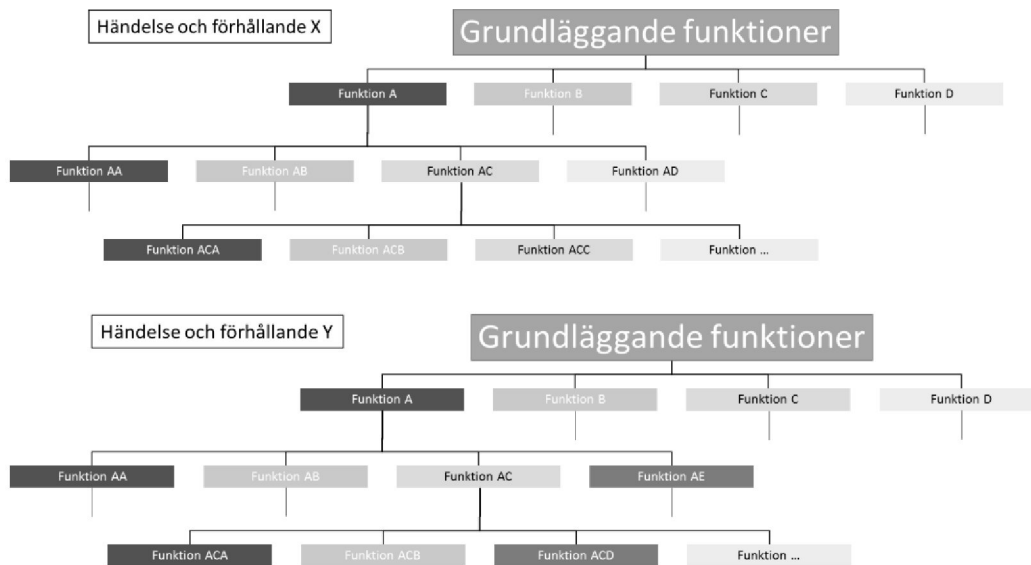 Händelse och förhållande X
Grundläggande funktioner
Funktion A
Funktion B
Funktion C
Funktion D
Funktion AA
Funktion AB
Funktion AC
Funktion AD
Funktion ACA
Funktion ACB
Funktion ACC
Funktion ...
Händelse och förhållande Y
Grundläggande funktioner
Funktion A
Funktion B
Funktion C
Funktion D
Funktion AA
Funktion AB
Funktion AC
Funktion AE
Funktion ACA
Funktion ACB
Funktion ACD
Funktion ...